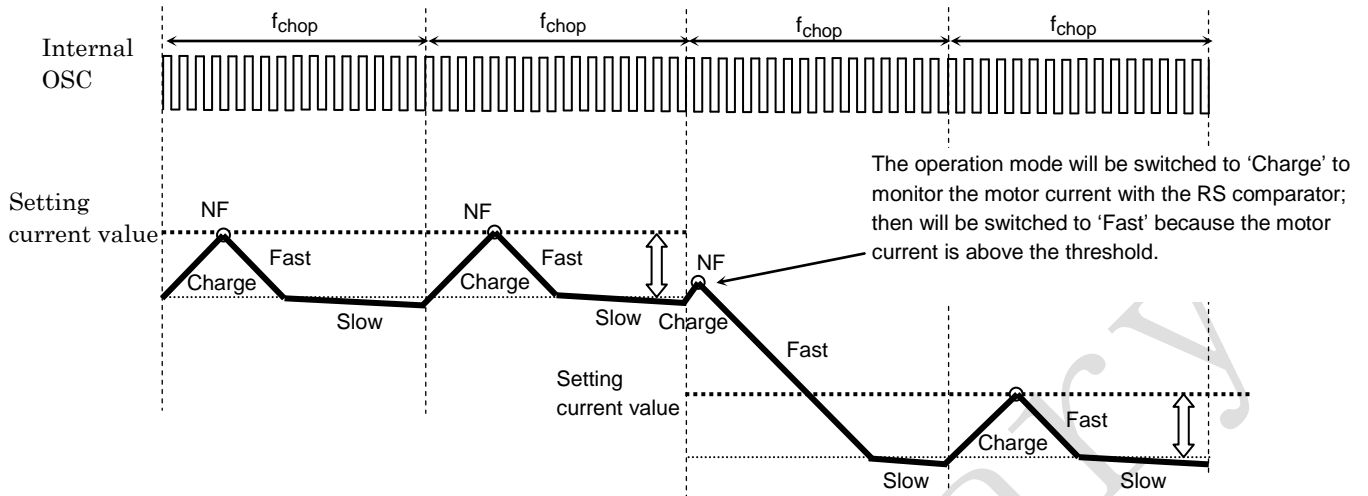 fchop fchop fchop fchop
Internal
OSC
The operation mode will be switched to ‘Charge’ to
monitor the motor current with the RS comparator;
then will be switched to ‘Fast’ because the motor
current is above the threshold.
Setting
current value
NF
Charge
Fast
Slow
NF
Charge
Fast
Slow
NF
Charge
Fast
Slow
Setting
current value
Charge
Fast
Slow